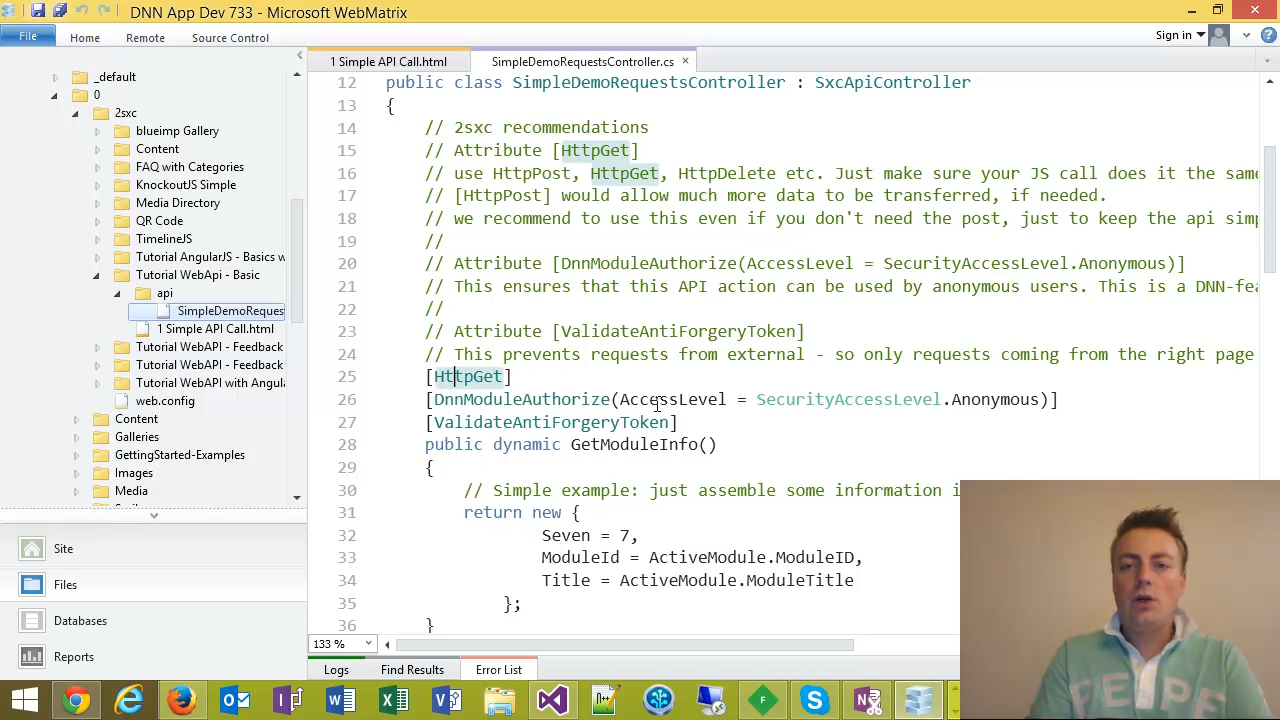 DNN App Dev 733 - Microsoft WebMatrix
File
Home
Remote
Source Control
Sign in
_default
0
2sxc
blueimp Gallery
Content
FAQ with Categories
KnockoutJS Simple
Media Directory
QR Code
TimelineJS
Tutorial AngularJS - Basics w
Tutorial WebApi - Basic
api
SimpleDemoReques
1 Simple API Call.html
Tutorial WebAPI - Feedback
Tutorial WebAPI - Feedback
Tutorial WebAPI with Angula
web.config
Content
Galleries
GettingStarted-Examples
Images
Media
Site
Files
Databases
Reports
1 Simple API Call.html
SimpleDemoRequestsController.cs
12 public class SimpleDemoRequestsController : SxcApiController
13 {
14 // 2sxc recommendations
15 // Attribute [HttpGet]
16 // use HttpPost, HttpGet, HttpDelete etc. Just make sure your JS call does it the same
17 // [HttpPost] would allow much more data to be transferred, if needed.
18 // we recommend to use this even if you don't need the post, just to keep the api simp
19 //
20 // Attribute [DnnModuleAuthorize(AccessLevel = SecurityAccessLevel.Anonymous)]
21 // This ensures that this API action can be used by anonymous users. This is a DNN-fea
22 //
23 // Attribute [ValidateAntiForgeryToken]
24 // This prevents requests from external - so only requests coming from the right page
25 [HttpGet]
26 [DnnModuleAuthorize(AccessLevel = SecurityAccessLevel.Anonymous)]
27 [ValidateAntiForgeryToken]
28 public dynamic GetModuleInfo()
29 {
30 // Simple example: just assemble some information i
31 return new {
32 Seven = 7,
33 ModuleId = ActiveModule.ModuleID,
34 Title = ActiveModule.ModuleTitle
35 };
36 }
133 %
Logs
Find Results
Error List